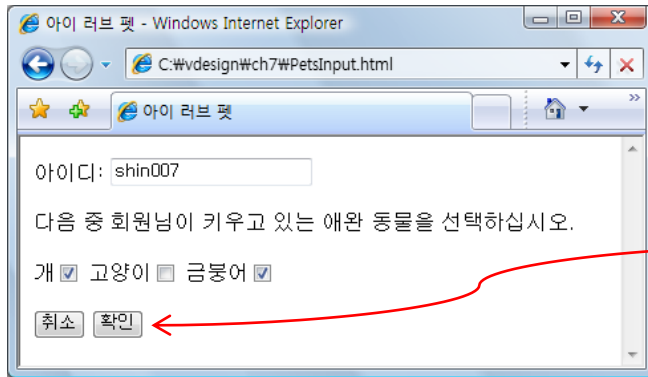 아이 러브 펫 - Windows Internet Explorer
C:₩vdesign₩ch7₩PetsInput.html
아이 러브 펫
아이디: shin007
다음 중 회원님이 키우고 있는 애완 동물을 선택하십시오.
개 고양이 금붕어
취소 확인